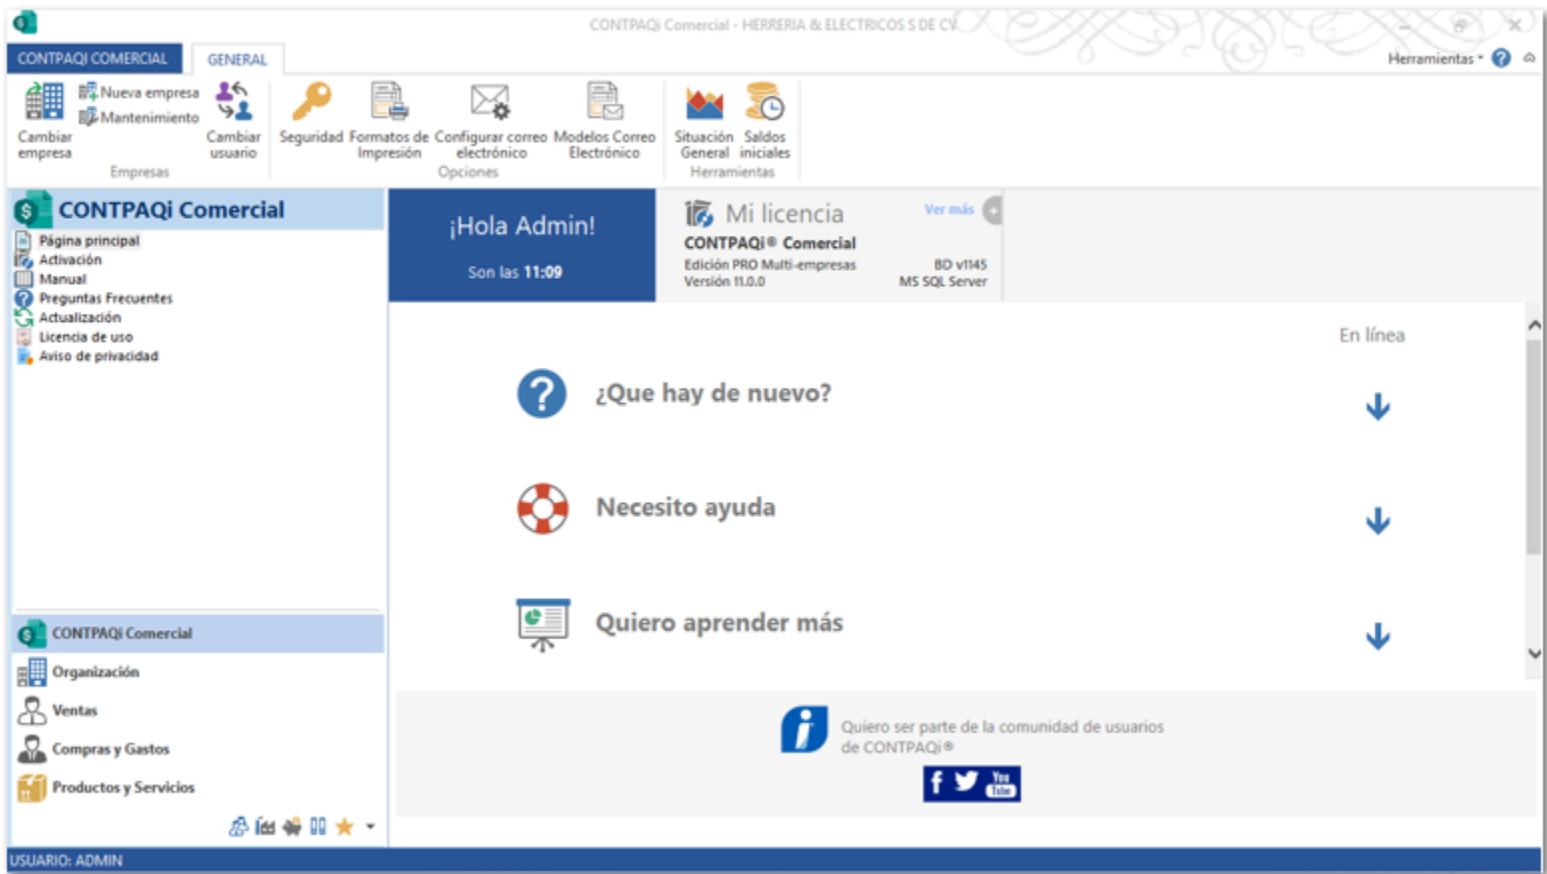 CONTPAQi Comercial - HERRERIA & ELECTRICOS S DE CV
CONTPAQI COMERCIAL
GENERAL
Herramientas
Cambiar
empresa
Nueva empresa
Mantenimiento
Cambiar
usuario
Empresas
Seguridad
Formatos de
Impresión
Configurar correo
electrónico
Modelos Correo
Electrónico
Opciones
Situación
General
Saldos
iniciales
Herramientas
CONTPAQi Comercial
Página principal
Activación
Manual
Preguntas Frecuentes
Actualización
Licencia de uso
Aviso de privacidad
CONTPAQi Comercial
Organización
Ventas
Compras y Gastos
Productos y Servicios
¡Hola Admin!
Son las 11:09
Mi licencia
Ver más
CONTPAQi® Comercial
Edición PRO Multi-empresas
BD v1145
Versión 11.0.0
MS SQL Server
En línea
¿Que hay de nuevo?
Necesito ayuda
Quiero aprender más
Quiero ser parte de la comunidad de usuarios
de CONTPAQi®
You
Tube
USUARIO: ADMIN